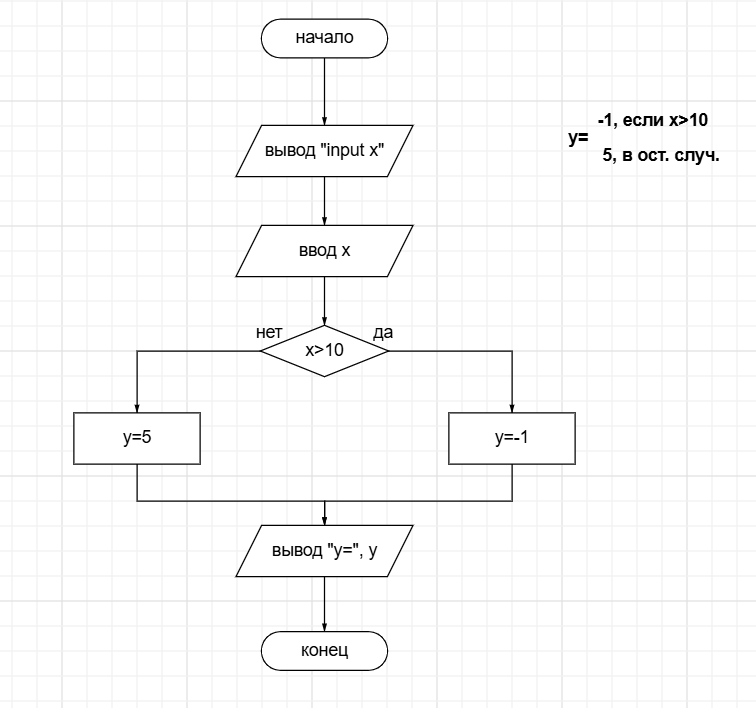 начало
вывод "input x"
ввод x
нет
да
x>10
y=5
y=-1
вывод "y=", y
конец
y=
-1, если x>10
5, в ост. случ.